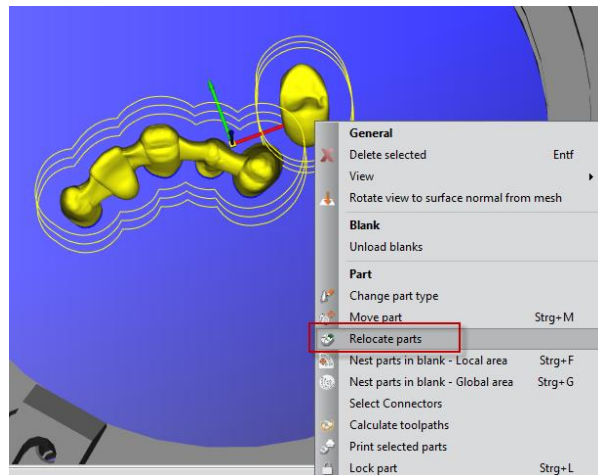 General
Delete selected Entf
View
Rotate view to surface normal from mesh
Blank
Unload blanks
Part
Change part type
Move part Strg+M
Relocate parts
Nest parts in blank - Local area Strg+F
Nest parts in blank - Global area Strg+G
Select Connectors
Calculate toolpaths
Print selected parts
Lock part Strg+L